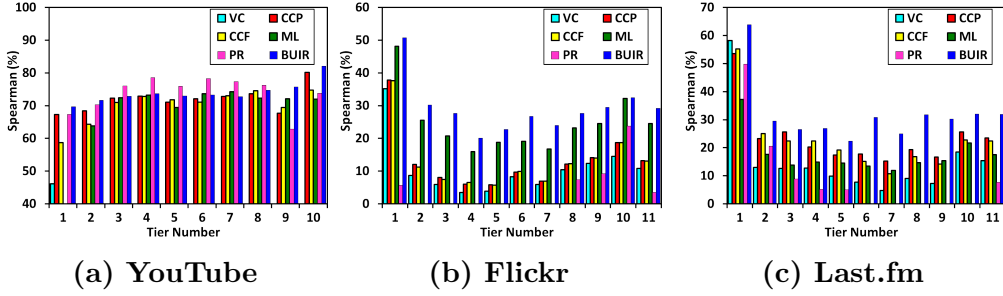 Spearman (%)
100
90
80
70
60
50
40
30
20
10
0
VC CCP
CCF ML
PR BUIR
1 2 3 4 5 6 7 8 9 10
Tier Number
(a) YouTube
Spearman (%)
60
50
40
30
20
10
0
VC CCP
CCF ML
PR BUIR
1 2 3 4 5 6 7 8 9 10 11
Tier Number
(b) Flickr
Spearman (%)
70
60
50
40
30
20
10
0
VC CCP
CCF ML
PR BUIR
1 2 3 4 5 6 7 8 9 10 11
Tier Number
(c) Last.fm